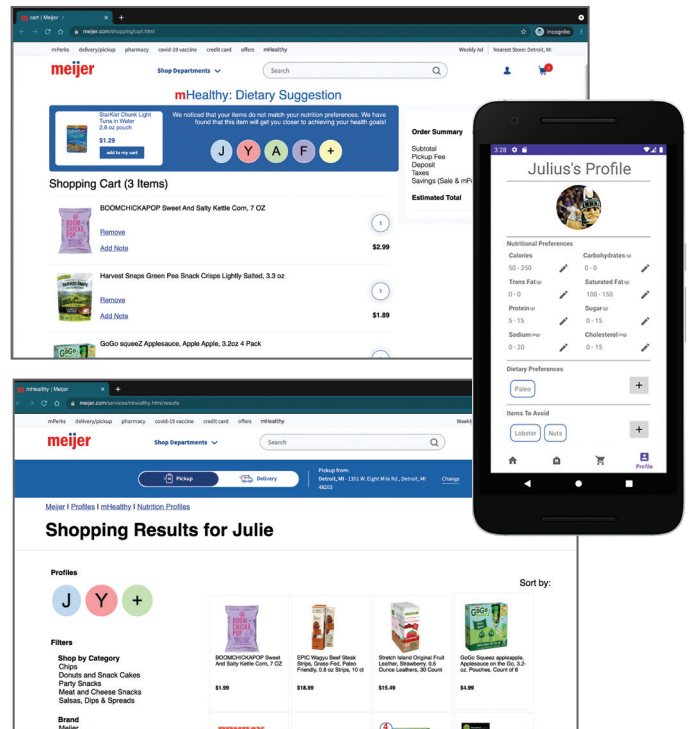 cart | Meijer
meijer.com/shopping/cart.html
Incognito
mPerks delivery/pickup pharmacy covid-19 vaccine credit card offers mHealthy Weekly Ad Nearest Store: Detroit, MI
meijer
Shop Departments
Search
mHealthy: Dietary Suggestion
StarKist Chunk Light
Tuna in Water
2.6 oz pouch
$1.29
add to my cart
We noticed that your items do not match your nutrition preferences. We have
found that this item will get you closer to achieving your health goals!
J Y A F +
Order Summary
Subtotal
Pickup Fee
Deposit
Taxes
Savings (Sale &
Estimated Total
Shopping Cart (3 Items)
BOOMCHICKAPOP Sweet And Salty Kettle Corn, 7 OZ
1
Remove
Add Note
$2.99
Harvest Snaps Green Pea Snack Crisps Lightly Salted, 3.3 oz
1
Remove
Add Note
$1.89
GoGo squeeZ Applesauce, Apple Apple, 3.2oz 4 Pack
3:28
Julius's Profile
Nutritional Preferences
Calories
50 - 250
Carbohydrates
0 - 0
Trans Fat
0 - 0
Saturated Fat
100 - 150
Protein
5 - 15
Sugar
0 - 15
Sodium
0 - 20
Cholesterol
0 - 15
Dietary Preferences
Paleo
+
Items To Avoid
Lobster Nuts
+
Profile
mHealthy | Meijer
meijer.com/services/mhealthy.html/results
mPerks delivery/pickup pharmacy covid-19 vaccine credit card offers mHealthy
meijer
Shop Departments
Search
Pickup
Delivery
Pickup from:
Detroit, MI - 1301 W. Eight Mile Rd., Detroit, MI
48203
Change
Meijer I Profiles I mHealthy I Nutrition Profiles
Shopping Results for Julie
Profiles
J Y +
Sort by:
Filters
Shop by Category
Chips
Donuts and Snack Cakes
Party Snacks
Meat and Cheese Snacks
Salsas, Dips & Spreads
Brand
Meijer
BOOMCHICKAPOP Sweet
And Salty Kettle Corn, 7 OZ
$1.99
EPIC Wagyu Beef Steak
Strips, Grass-Fed, Paleo
Friendly, 0.8 oz Strips, 10 ct
$18.99
Stretch Island Original Fruit
Leather, Strawberry, 0.5
Ounce Leathers, 30 Count
$15.49
GoGo Squeez appleapple,
Applesauce on the Go, 3.2-
oz. Pouches, Count of 6
$4.99